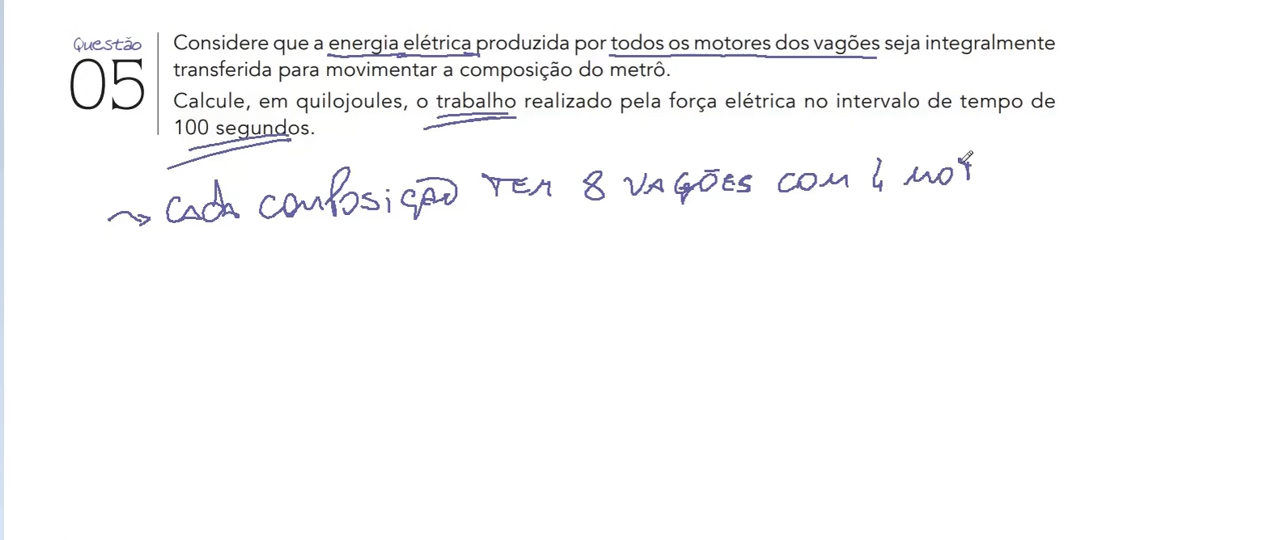 Questão
05
Considere que a energia elétrica produzida por todos os motores dos vagões seja integralmente
transferida para movimentar a composição do metrô.
Calcule, em quilojoules, o trabalho realizado pela força elétrica no intervalo de tempo de
100 segundos.
CADA COMPOSIÇÃO TEM 8 VAGÕES COM 4 MOT